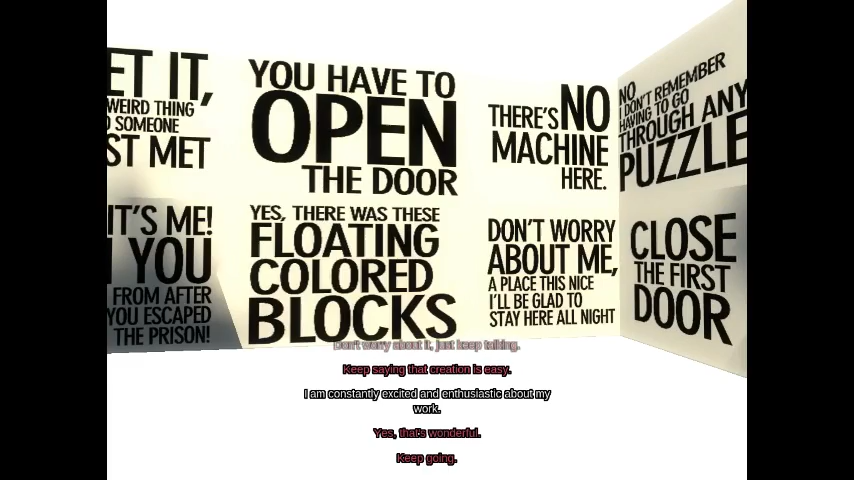 ET IT,
WEIRD THING
SOMEONE
ST MET
YOU HAVE TO
OPEN
THE DOOR
THERE'S NO
MACHINE
HERE.
NO
I DON'T REMEMBER
HAVING TO GO
THROUGH ANY
PUZZLE
IT'S ME!
YOU
FROM AFTER
YOU ESCAPED
THE PRISON!
YES, THERE WAS THESE
FLOATING
COLORED
BLOCKS
DON'T WORRY
ABOUT ME,
A PLACE THIS NICE
I'LL BE GLAD TO
STAY HERE ALL NIGHT
CLOSE
THE FIRST
DOOR
Don't worry about it, just keep talking.
Keep saying that creation is easy.
I am constantly excited and enthusiastic about my
work.
Yes, that's wonderful.
Keep going.